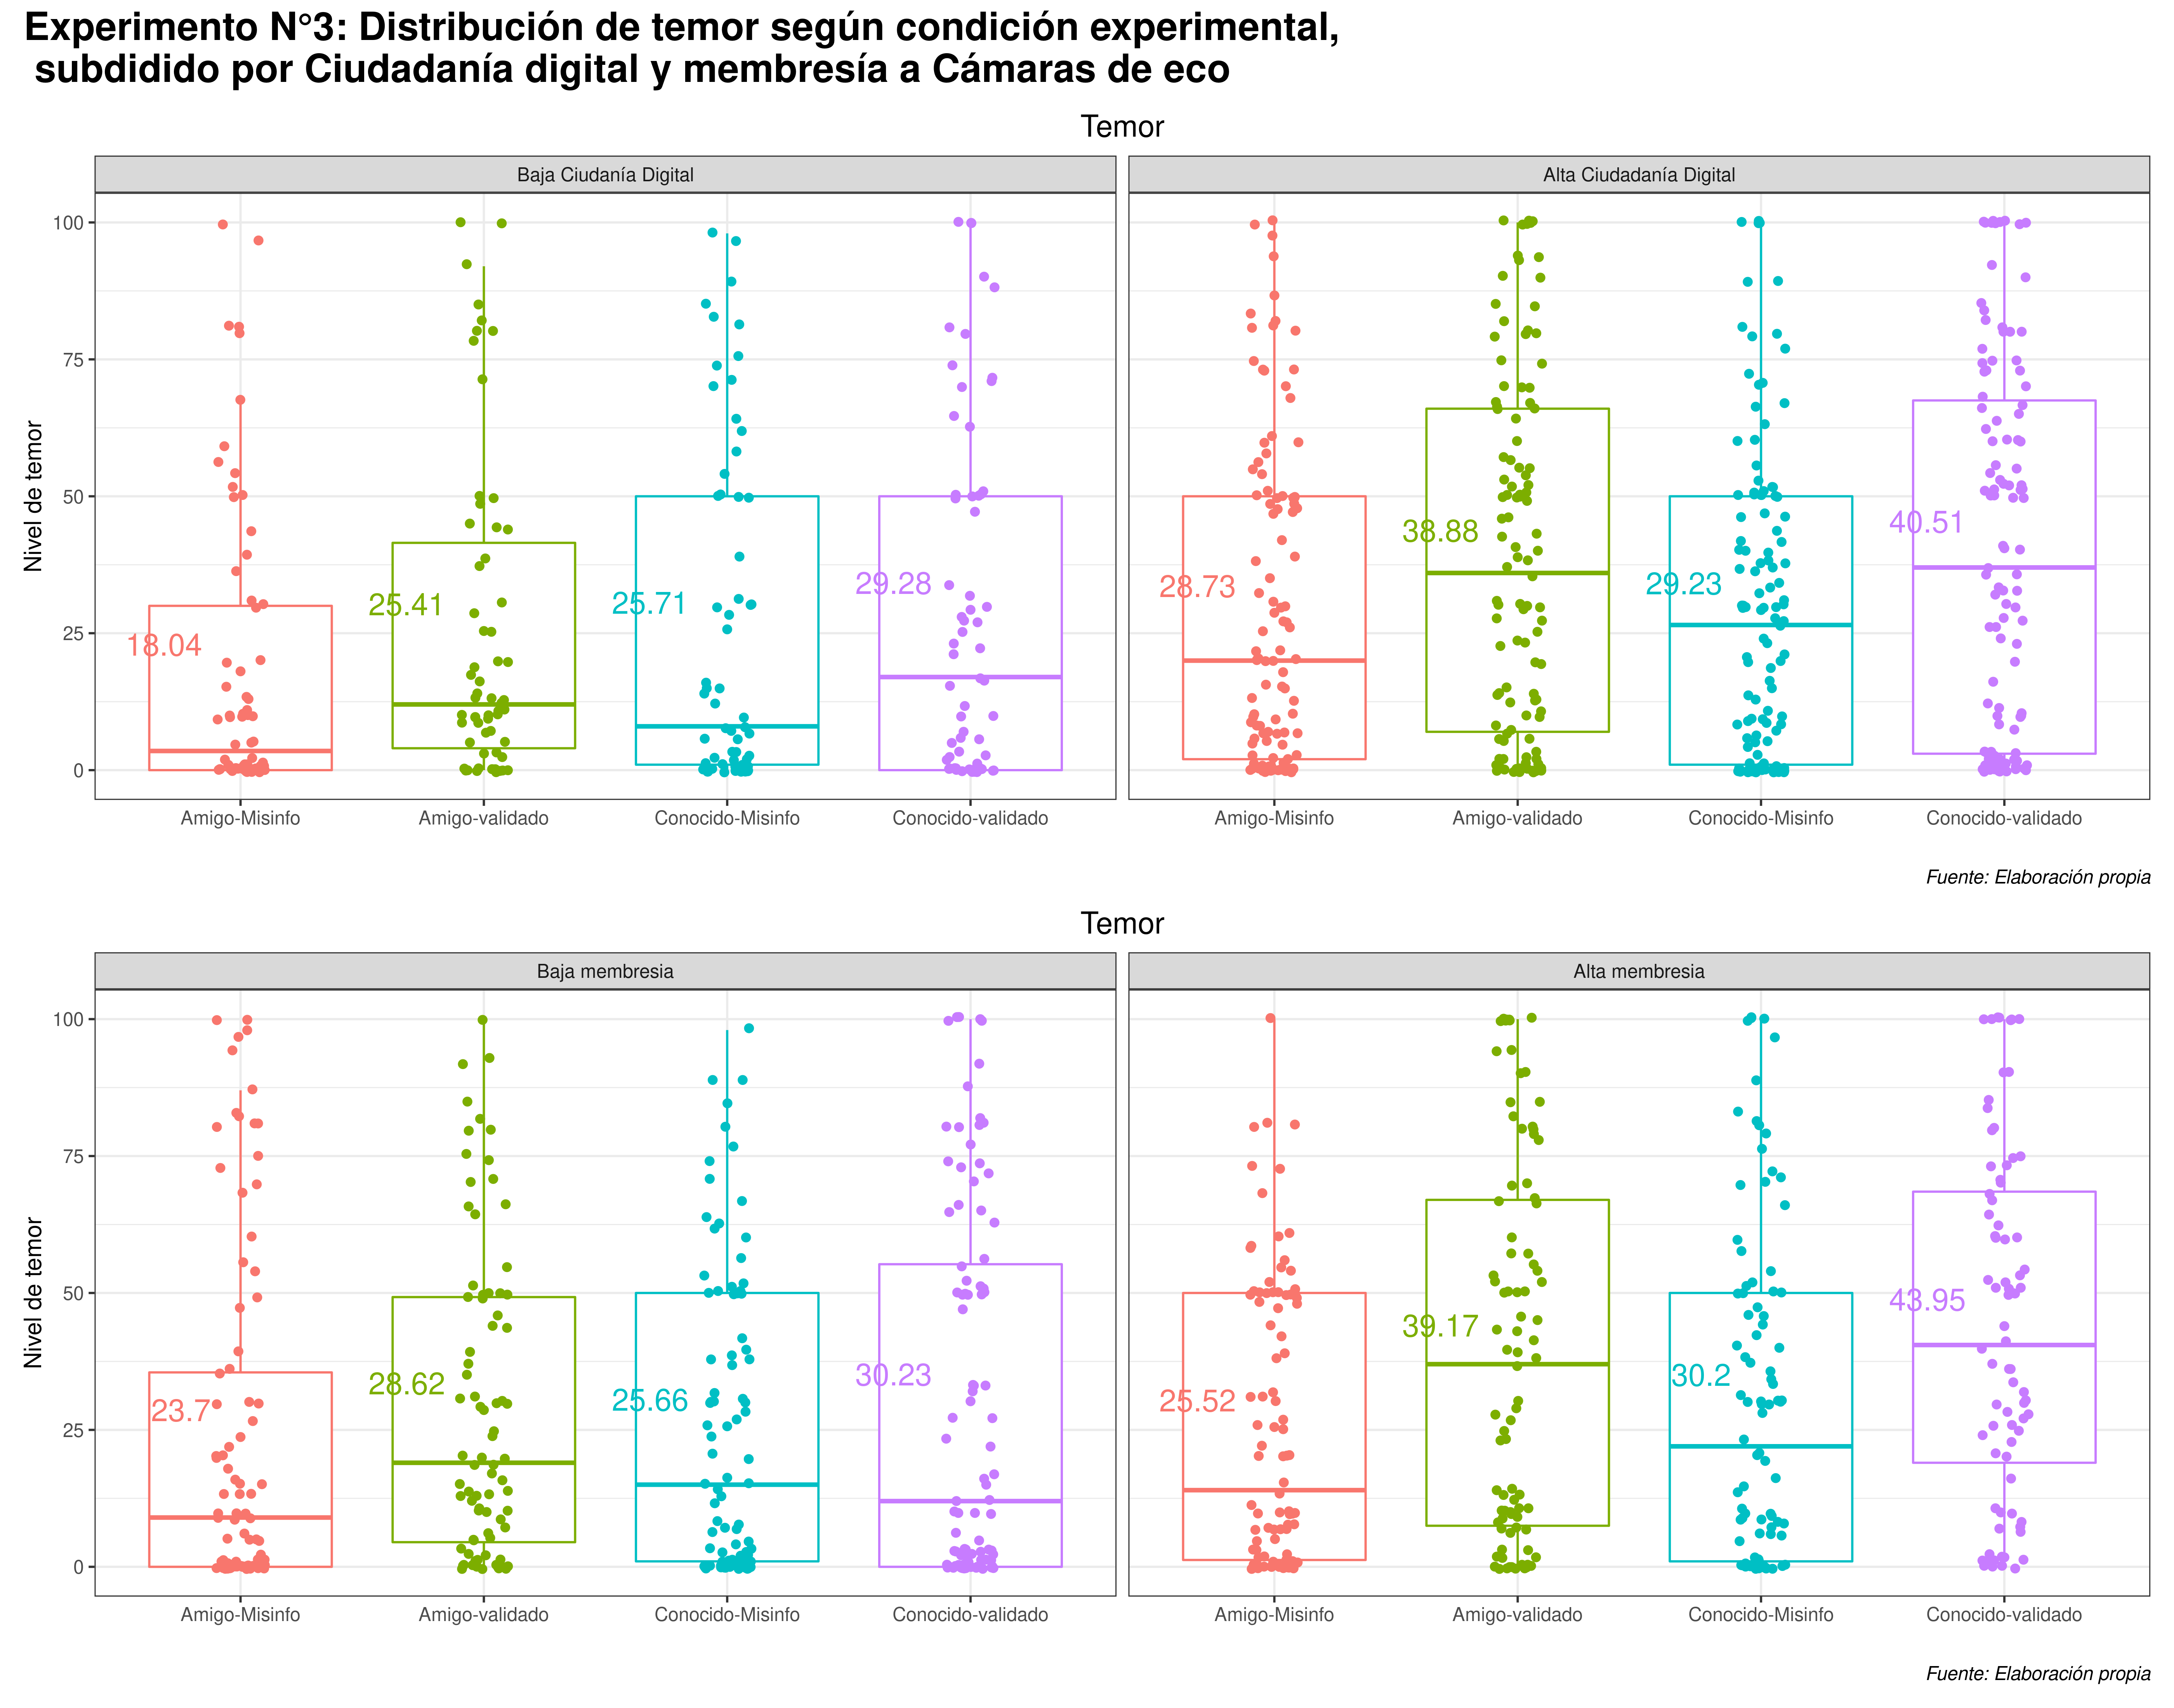 Experimento N°3: Distribución de temor según condición experimental,
subdidido por Ciudadanía digital y membresía a Cámaras de eco
Temor
Baja Ciudanía Digital
Alta Ciudadanía Digital
Nivel de temor
100
75
50
25
0
18.04
25.41
25.71
29.28
28.73
38.88
29.23
40.51
Amigo-Misinfo
Amigo-validado
Conocido-Misinfo
Conocido-validado
Amigo-Misinfo
Amigo-validado
Conocido-Misinfo
Conocido-validado
Fuente: Elaboración propia
Temor
Baja membresia
Alta membresia
Nivel de temor
100
75
50
25
0
23.7
28.62
25.66
30.23
25.52
39.17
30.2
43.95
Amigo-Misinfo
Amigo-validado
Conocido-Misinfo
Conocido-validado
Amigo-Misinfo
Amigo-validado
Conocido-Misinfo
Conocido-validado
Fuente: Elaboración propia